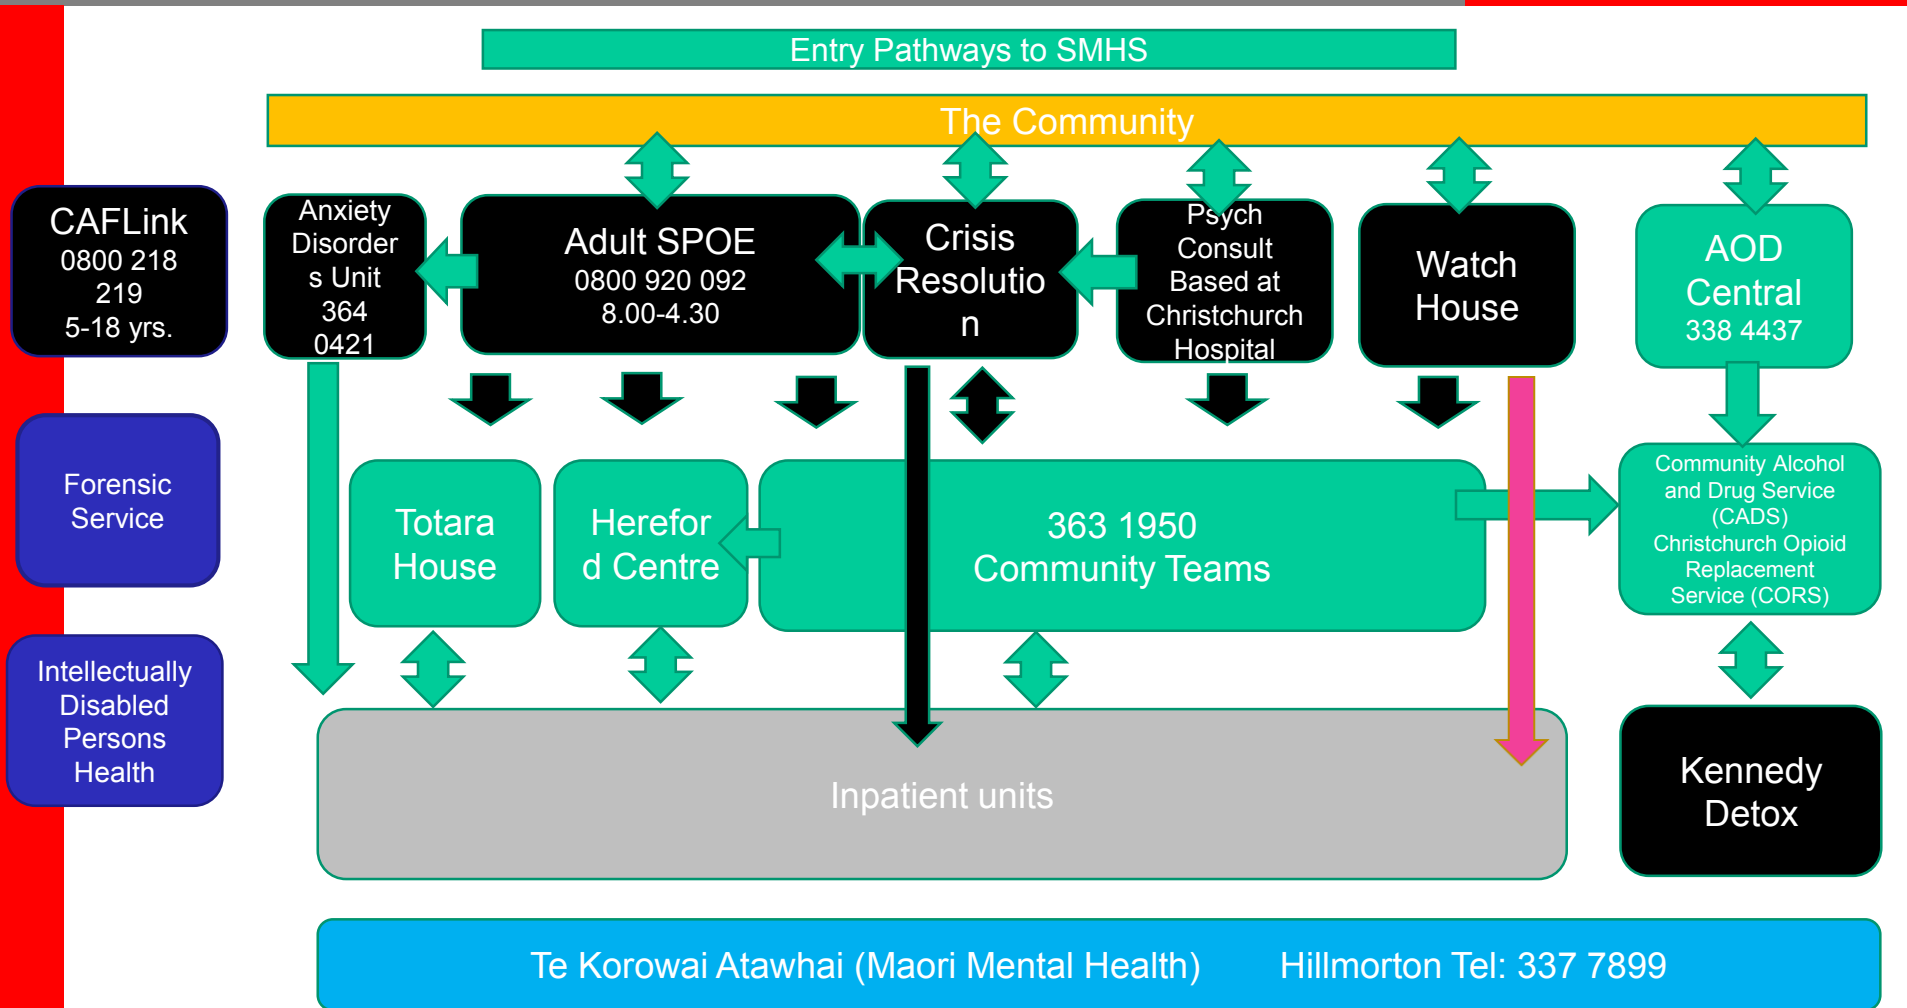 Entry Pathways to SMHS
The Community
CAFLink
0800 218
219
5-18 yrs.
Anxiety
Disorder
s Unit
364
0421
Adult SPOE
0800 920 092
8.00-4.30
Crisis
Resolutio
n
Psych
Consult
Based at
Christchurch
Hospital
Watch
House
AOD
Central
338 4437
Forensic
Service
Totara
House
Herefor
d Centre
363 1950
Community Teams
Community Alcohol
and Drug Service
(CADS)
Christchurch Opioid
Replacement
Service (CORS)
Intellectually
Disabled
Persons
Health
Inpatient units
Kennedy
Detox
Te Korowai Atawhai (Maori Mental Health) Hillmorton Tel: 337 7899